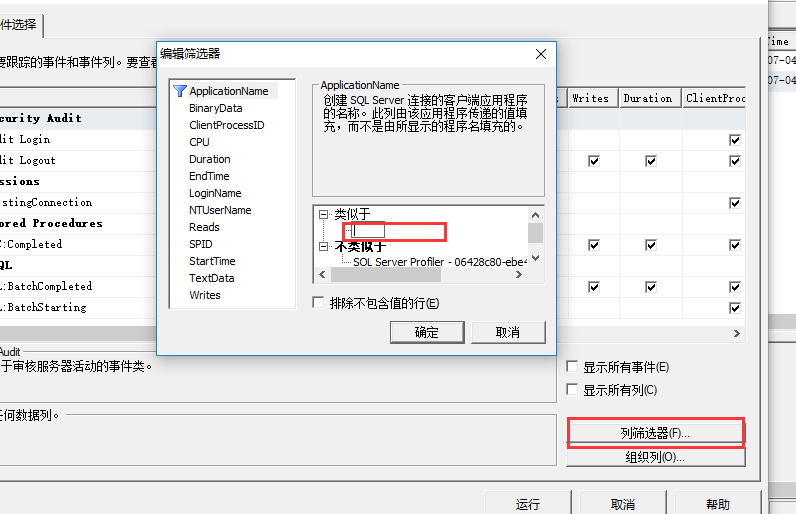 件选择
Time
要跟踪的事件和事件列。要查看
07-04
07-04
编辑筛选器
ApplicationName
BinaryData
ClientProcessID
CPU
Duration
EndTime
LoginName
NTUserName
Reads
SPID
StartTime
TextData
Writes
ApplicationName
创建 SQL Server 连接的客户端应用程序
的名称。此列由该应用程序传递的值填
充，而不是由所显示的程序名填充的。
类似于
不类似于
SQL Server Profiler - 06428c80-ebe4
排除不包含值的行(E)
确定
取消
s Writes Duration ClientProc
curity Audit
dit Login
dit Logout
ssions
istingConnection
ored Procedures
C:Completed
QL
L:BatchCompleted
L:BatchStarting
Audit
于审核服务器活动的事件类。
任何数据列。
显示所有事件(E)
显示所有列(C)
列筛选器(F)...
组织列(O)...
运行
取消
帮助